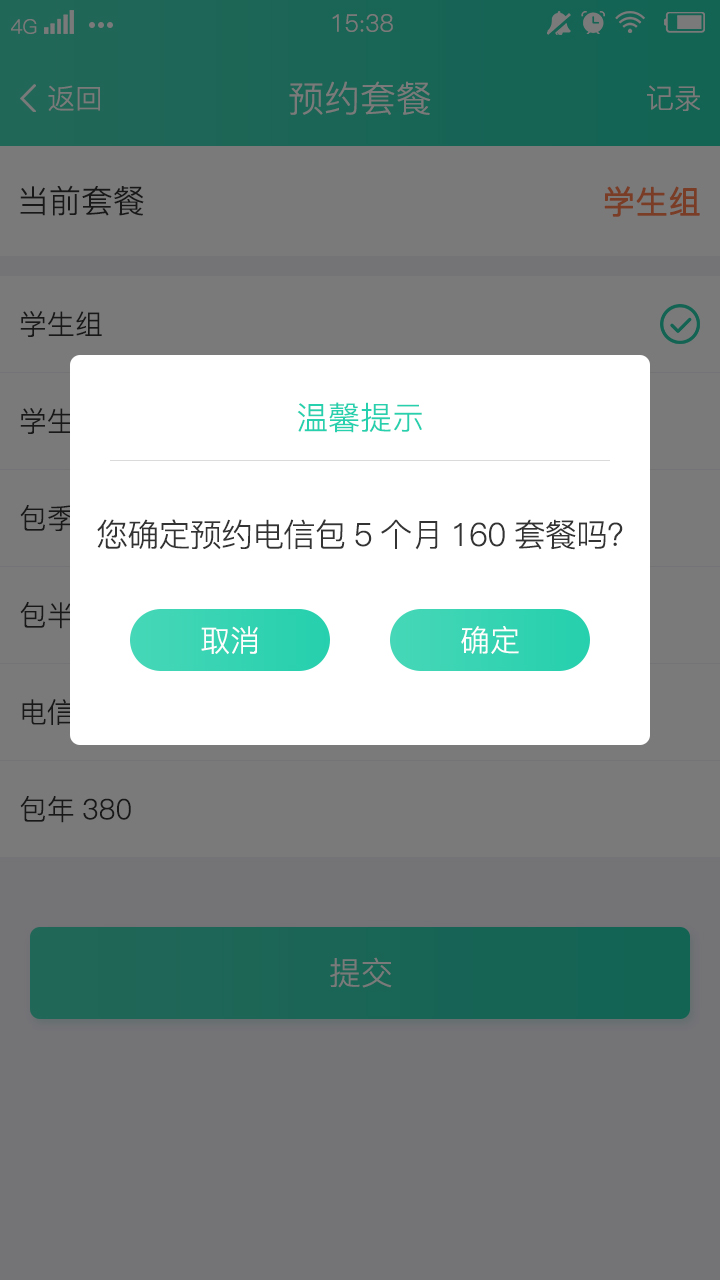 4G 15:38
返回 预约套餐 记录
当前套餐 学生组
学生组
学生
温馨提示
包季
您确定预约电信包 5 个月 160 套餐吗?
包半
取消 确定
电信
包年 380
提交